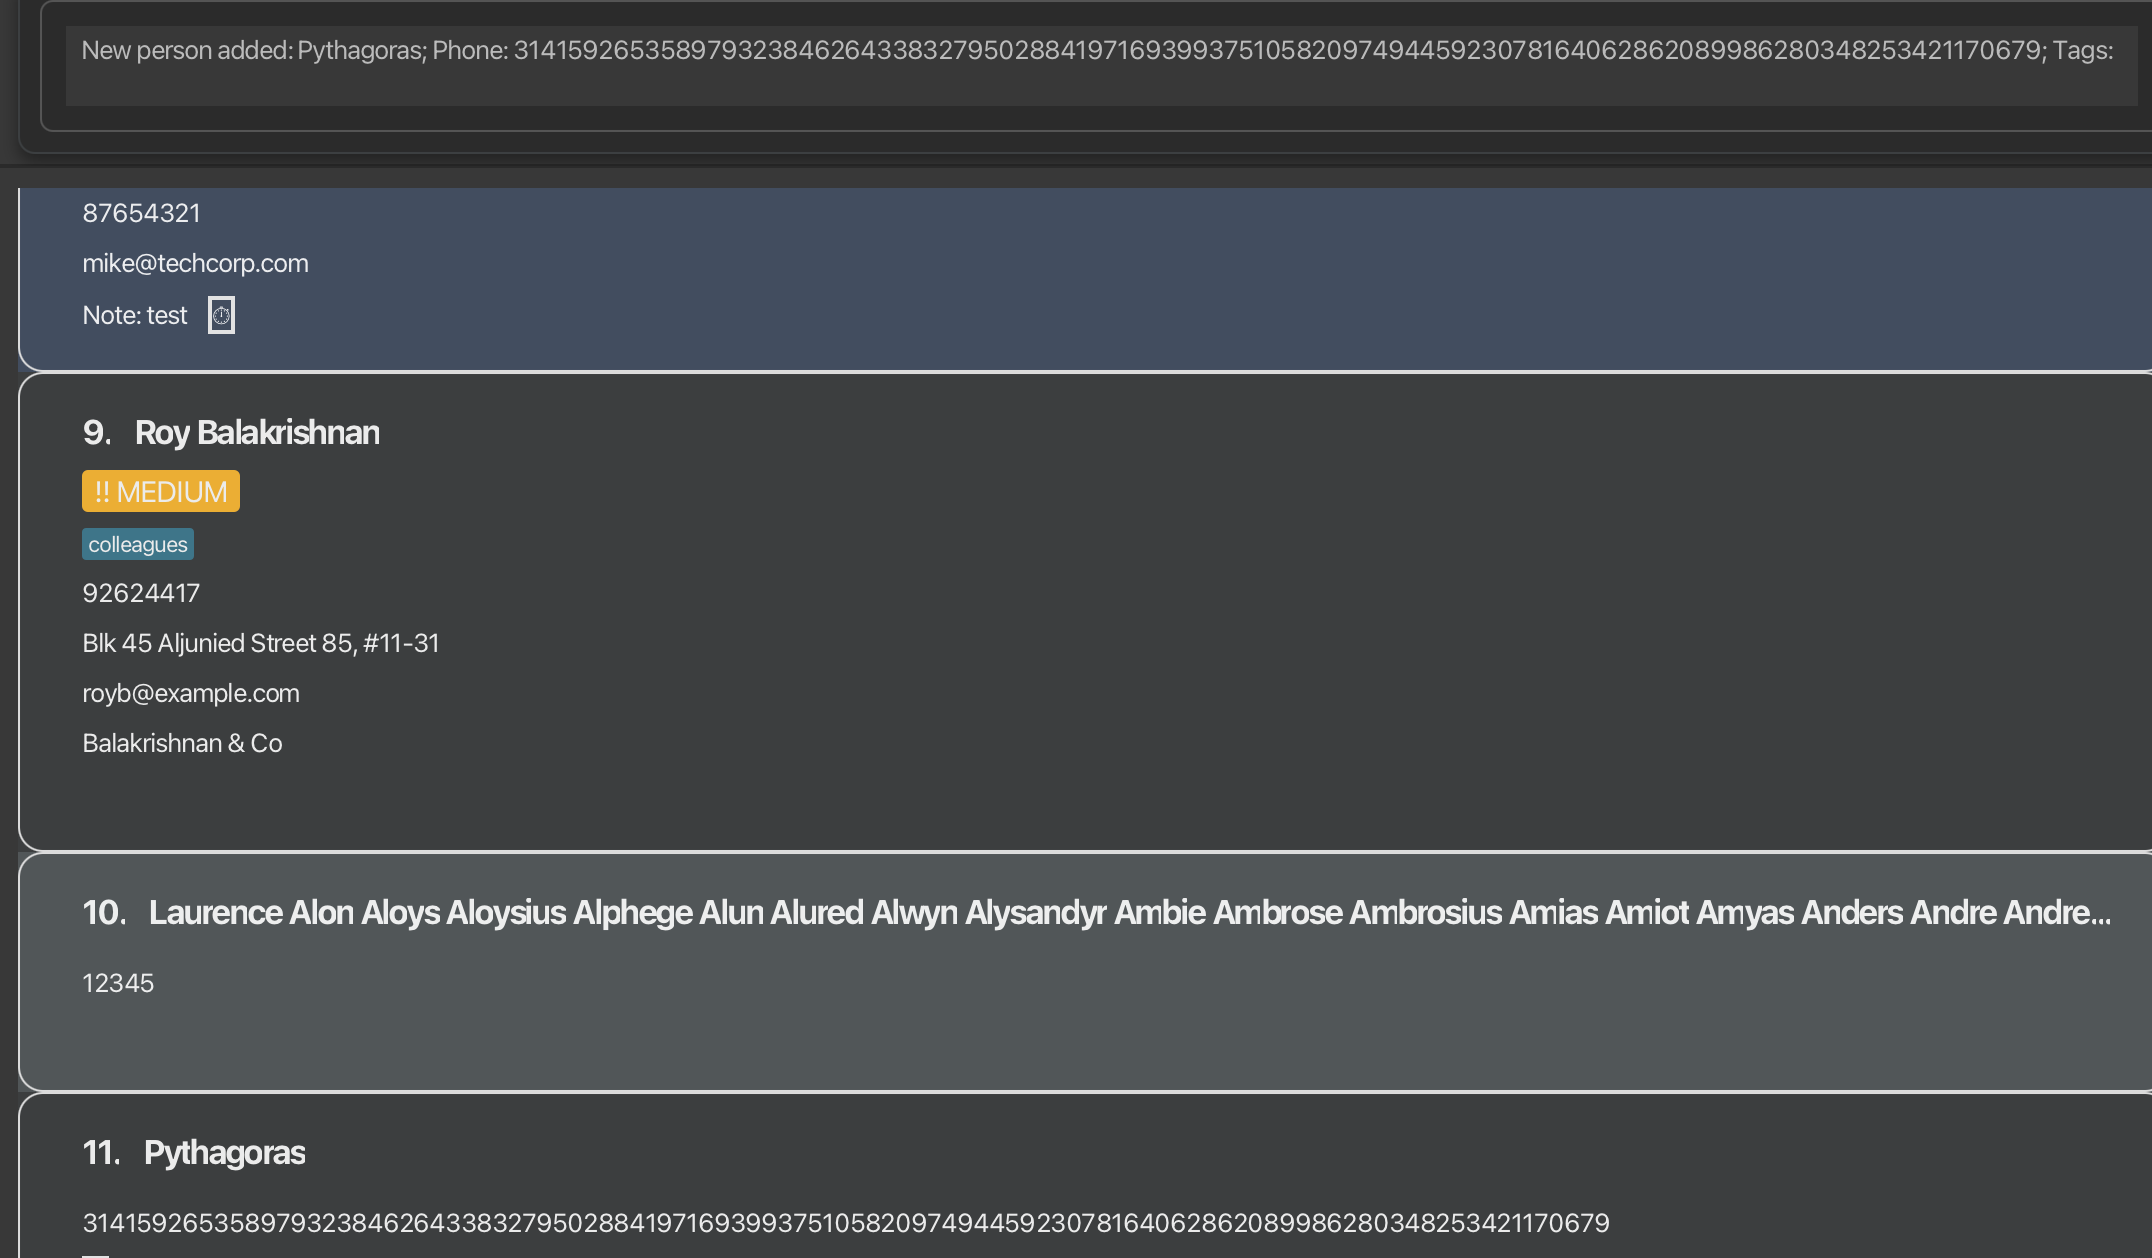 New person added: Pythagoras; Phone: 31415926535897932384626433832795028841971693993751058209749445923078164062862089986280348253421170679; Tags:
87654321
mike@techcorp.com
Note: test ⏱
9. Roy Balakrishnan
!! MEDIUM
colleagues
92624417
Blk 45 Aljunied Street 85, #11-31
royb@example.com
Balakrishnan & Co
10. Laurence Alon Aloys Aloysius Alphege Alun Alured Alwyn Alysandyr Ambie Ambrose Ambrosius Amias Amiot Amyas Anders Andre Andre...
12345
11. Pythagoras
31415926535897932384626433832795028841971693993751058209749445923078164062862089986280348253421170679